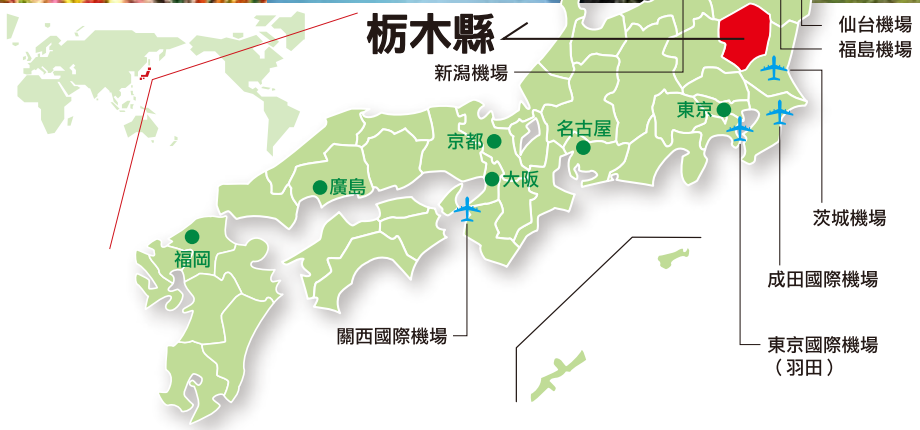 栃木縣
仙台機場
福島機場
新潟機場
東京
名古屋
京都
大阪
廣島
茨城機場
福岡
成田國際機場
關西國際機場
東京國際機場
（羽田）